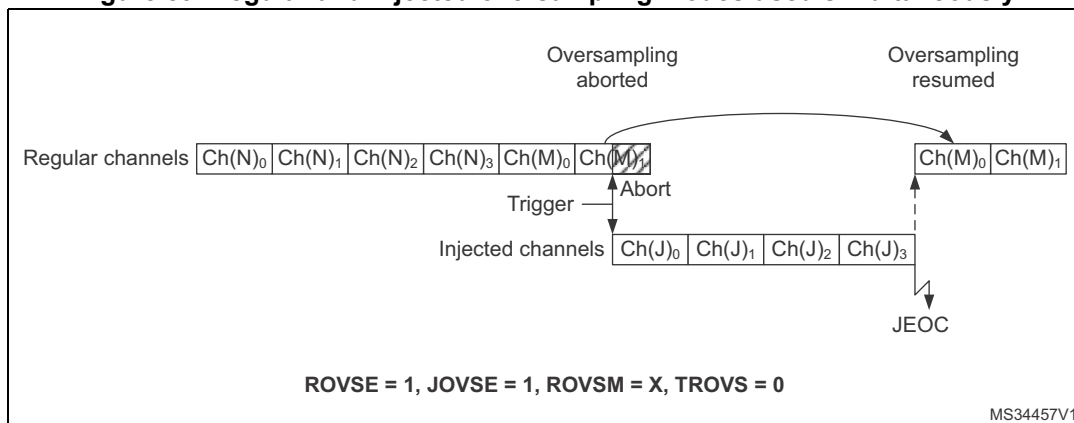 Oversampling aborted
Oversampling resumed
Regular channels Ch(N)0 Ch(N)1 Ch(N)2 Ch(N)3 Ch(M)0 Ch(M)1 Ch(M)0 Ch(M)1
Abort
Trigger
Injected channels Ch(J)0 Ch(J)1 Ch(J)2 Ch(J)3
JEOC
ROVSE = 1, JOVSE = 1, ROVSM = X, TROVS = 0
MS34457V1